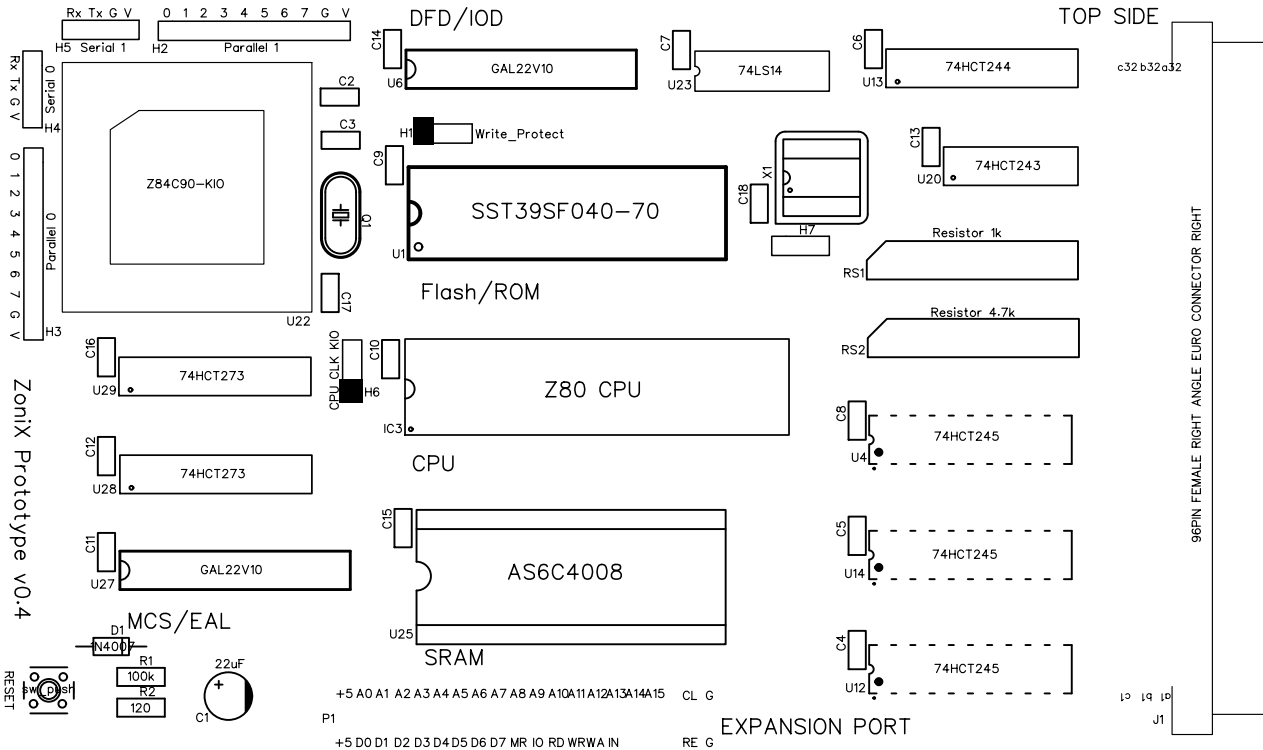 Rx Tx G V
H5 Serial 1
0 1 2 3 4 5 6 7 G V
H2 Parallel 1
DFD/IOD
TOP SIDE
C14
GAL22V10
U6
C7
74LS14
U23
C6
74HCT244
U13
c32 b32 a32
Rx Tx G V
Serial 0
H4
C2
C3
H1
Write_Protect
C13
74HCT243
U20
Z84C90-KIO
U22
0 1 2 3 4 5 6 7 G V
Parallel 0
H3
Q1
C17
C9
SST39SF040-70
U1
Flash/ROM
X1
C18
H7
Resistor 1k
RS1
Resistor 4.7k
RS2
96PIN FEMALE RIGHT ANGLE EURO CONNECTOR RIGHT
C16
74HCT273
U29
CPU CLK KIO
H6
C10
Z80 CPU
IC3
CPU
C8
74HCT245
U4
ZoniX Prototype v0.4
C12
74HCT273
U28
C11
GAL22V10
U27
MCS/EAL
C15
AS6C4008
U25
SRAM
C5
74HCT245
U14
C4
74HCT245
U12
D1
1N4007
RESET
sw_push
R1
100k
R2
120
22uF
C1
P1
+5 A0 A1 A2 A3 A4 A5 A6 A7 A8 A9 A10 A11 A12 A13 A14 A15 CL G
+5 D0 D1 D2 D3 D4 D5 D6 D7 MR IO RD WR WA IN RE G
EXPANSION PORT
c1 b1 a1
J1